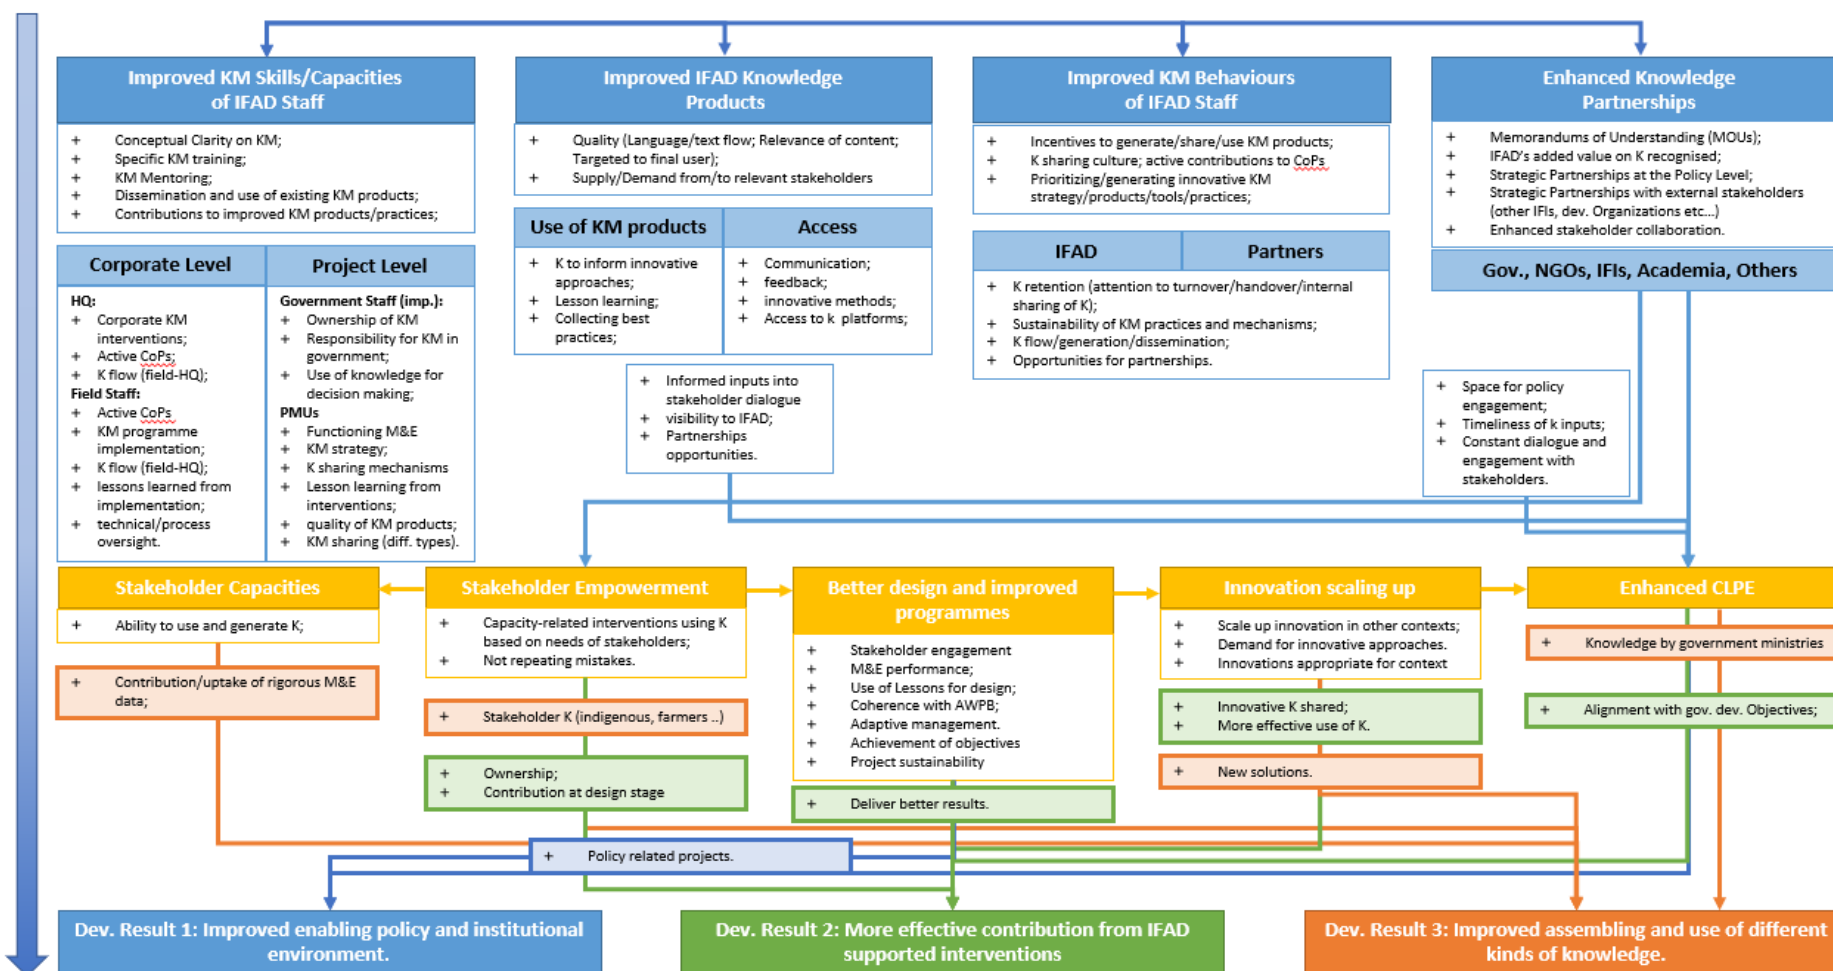 Improved KM Skills/Capacities
of IFAD Staff
+ Conceptual Clarity on KM;
+ Specific KM training;
+ KM Mentoring;
+ Dissemination and use of existing KM products;
+ Contributions to improved KM products/practices;
Corporate Level
HQ:
+ Corporate KM
interventions;
+ Active CoPs;
+ K flow (field-HQ);
Field Staff:
+ Active CoPs
+ KM programme
implementation;
+ K flow (field-HQ);
+ lessons learned from
implementation;
+ technical/process
oversight.
Project Level
Government Staff (imp.):
+ Ownership of KM
+ Responsibility for KM in
government;
+ Use of knowledge for
decision making;
PMUs
+ Functioning M&E
+ KM strategy;
+ K sharing mechanisms
+ Lesson learning from
interventions;
+ quality of KM products;
+ KM sharing (diff. types).
Improved IFAD Knowledge
Products
+ Quality (Language/text flow; Relevance of content;
Targeted to final user);
+ Supply/Demand from/to relevant stakeholders
Use of KM products
+ K to inform innovative
approaches;
+ Lesson learning;
+ Collecting best
practices;
Access
+ Communication;
+ feedback;
+ innovative methods;
+ Access to k platforms;
+ Informed inputs into
stakeholder dialogue
+ visibility to IFAD;
+ Partnerships
opportunities.
Improved KM Behaviours
of IFAD Staff
+ Incentives to generate/share/use KM products;
+ K sharing culture; active contributions to CoPs
+ Prioritizing/generating innovative KM
strategy/products/tools/practices;
IFAD
Partners
+ K retention (attention to turnover/handover/internal
sharing of K);
+ Sustainability of KM practices and mechanisms;
+ K flow/generation/dissemination;
+ Opportunities for partnerships.
Enhanced Knowledge
Partnerships
+ Memorandums of Understanding (MOUs);
+ IFAD's added value on K recognised;
+ Strategic Partnerships at the Policy Level;
+ Strategic Partnerships with external stakeholders
(other IFIs, dev. Organizations etc...)
+ Enhanced stakeholder collaboration.
Gov., NGOs, IFIs, Academia, Others
+ Space for policy
engagement;
+ Timeliness of k inputs;
+ Constant dialogue and
engagement with
stakeholders.
Stakeholder Capacities
+ Ability to use and generate K;
+ Contribution/uptake of rigorous M&E
data;
Stakeholder Empowerment
+ Capacity-related interventions using K
based on needs of stakeholders;
+ Not repeating mistakes.
+ Stakeholder K (indigenous, farmers ..)
+ Ownership;
+ Contribution at design stage
Better design and improved
programmes
+ Stakeholder engagement
+ M&E performance;
+ Use of Lessons for design;
+ Coherence with AWPB;
+ Adaptive management.
+ Achievement of objectives
+ Project sustainability
+ Deliver better results.
Innovation scaling up
+ Scale up innovation in other contexts;
+ Demand for innovative approaches.
+ Innovations appropriate for context
+ Innovative K shared;
+ More effective use of K.
+ New solutions.
Enhanced CLPE
+ Knowledge by government ministries
+ Alignment with gov. dev. Objectives;
+ Policy related projects.
Dev. Result 1: Improved enabling policy and institutional
environment.
Dev. Result 2: More effective contribution from IFAD
supported interventions
Dev. Result 3: Improved assembling and use of different
kinds of knowledge.